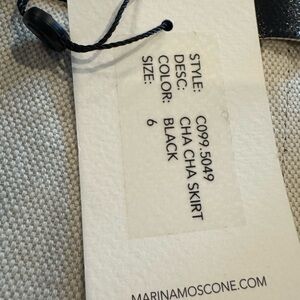 STYLE: C099.5049
DESC: CHA CHA SKIRT
COLOR: BLACK
SIZE: 6
MARINAMOSCONE.COM